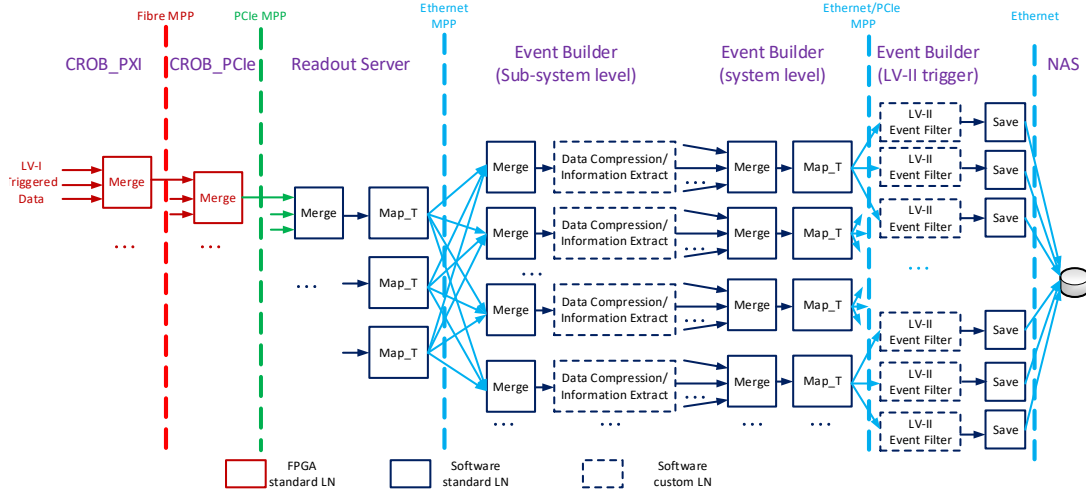 Fibre MPP
PCIe MPP
Ethernet
MPP
Ethernet/PCIe
MPP
Ethernet
CROB_PXI
CROB_PCIe
Readout Server
Event Builder
(Sub-system level)
Event Builder
(system level)
Event Builder
(LV-II trigger)
NAS
LV-I
Triggered
Data
Merge
...
Merge
...
Merge
Map_T
...
Map_T
Map_T
Merge
Data Compression/
Information Extract
...
Merge
Map_T
Merge
Data Compression/
Information Extract
...
Merge
Map_T
...
Merge
Data Compression/
Information Extract
...
Merge
Map_T
Merge
Data Compression/
Information Extract
...
Merge
Map_T
...
...
...
...
LV-II
Event Filter
Save
LV-II
Event Filter
Save
LV-II
Event Filter
Save
...
LV-II
Event Filter
Save
LV-II
Event Filter
Save
LV-II
Event Filter
Save
FPGA
standard LN
Software
standard LN
Software
custom LN